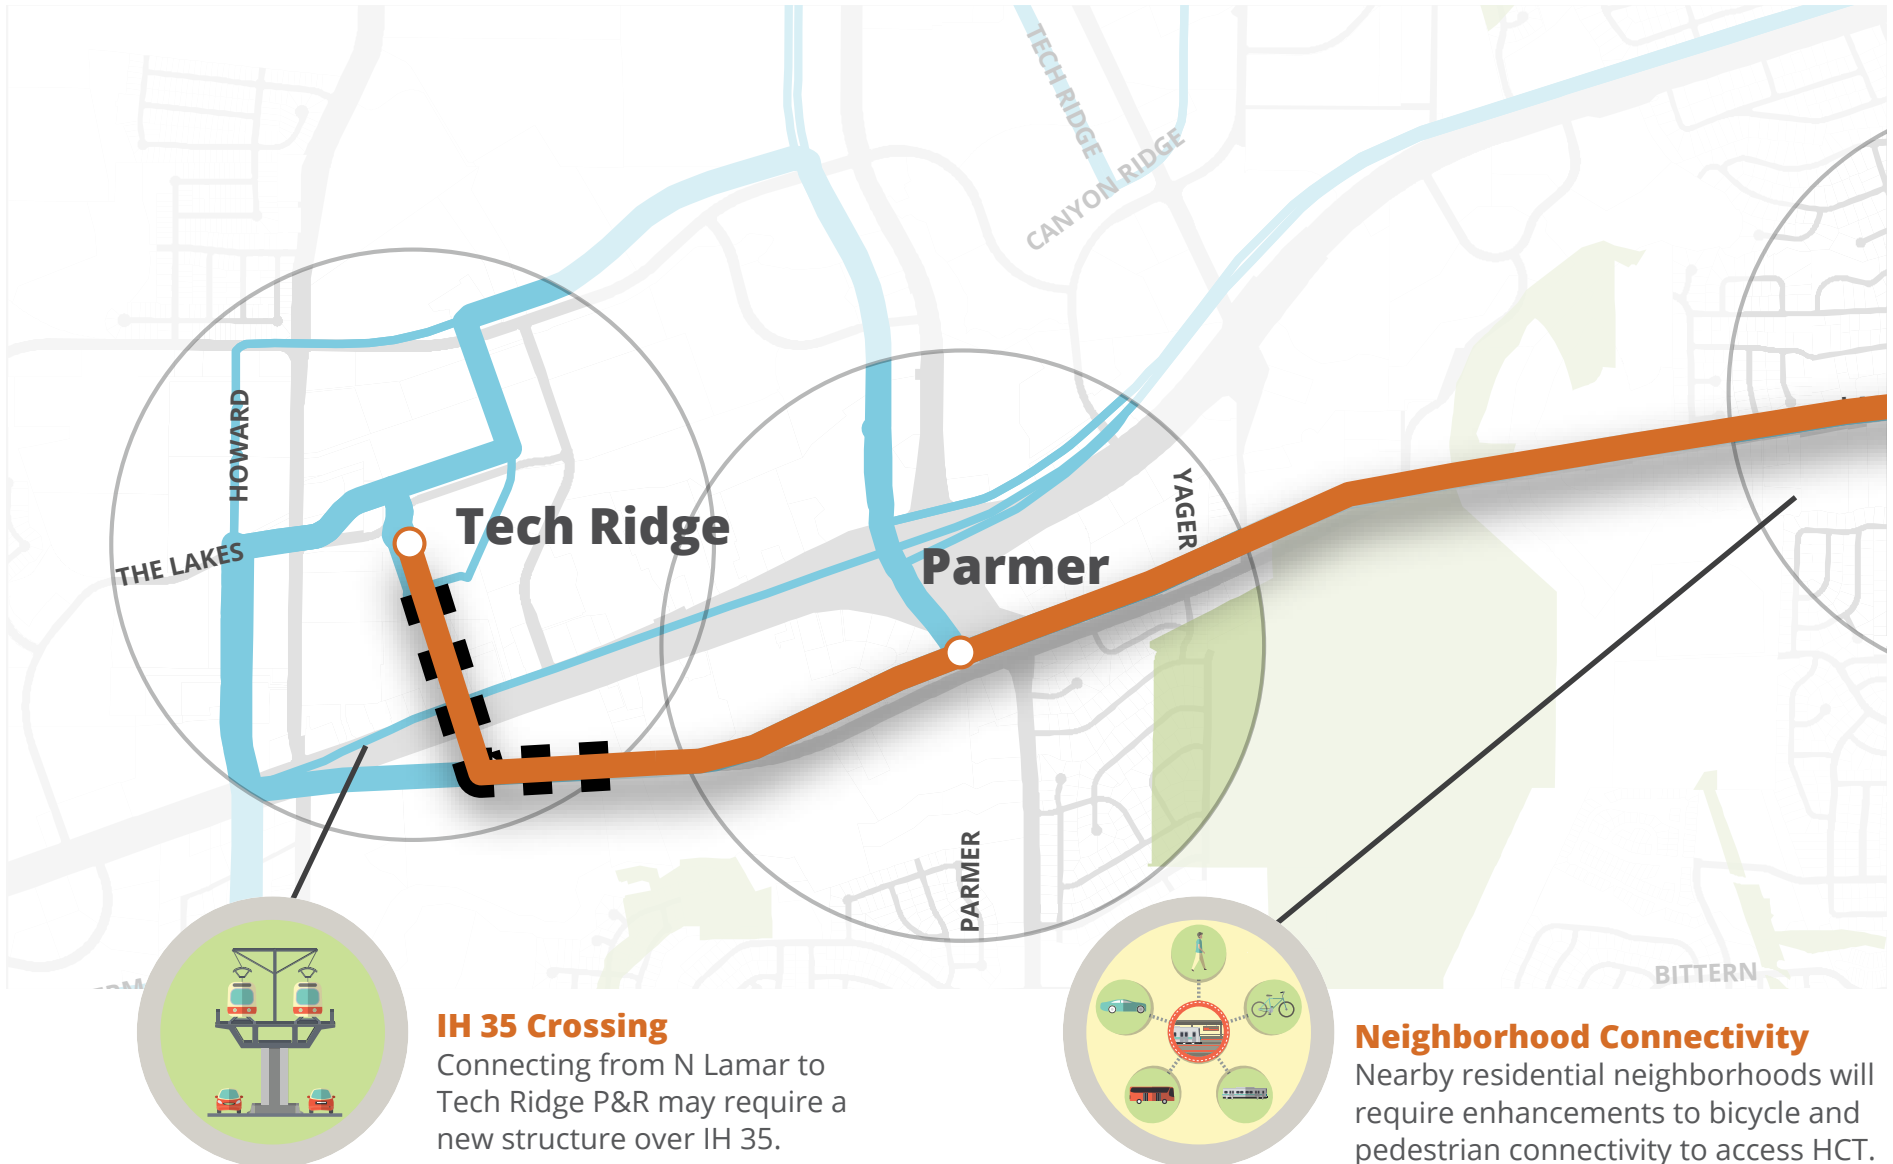 TECH RIDGE
CANYON RIDGE
HOWARD
THE LAKES
Tech Ridge
YAGER
Parmer
PARMER
BITTERN
IH 35 Crossing
Connecting from N Lamar to
Tech Ridge P&R may require a
new structure over IH 35.
Neighborhood Connectivity
Nearby residential neighborhoods will
require enhancements to bicycle and
pedestrian connectivity to access HCT.